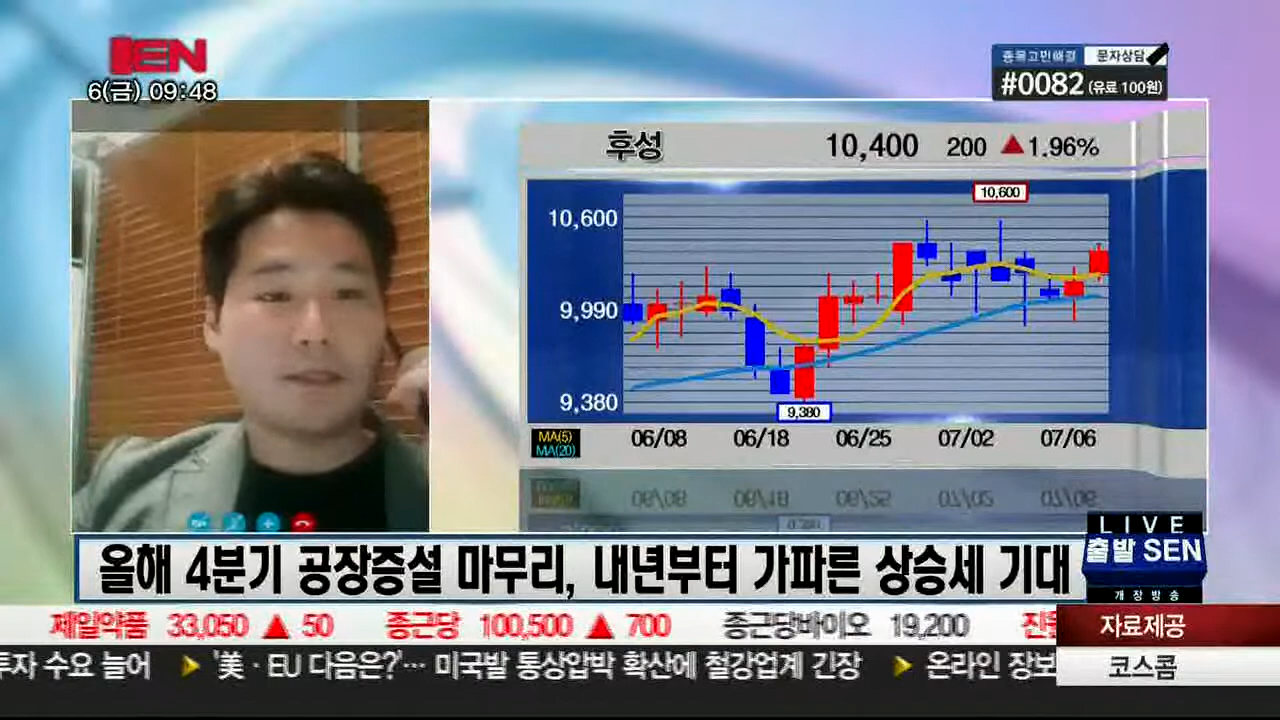 SEN
6(금) 09:48
종목고민해결 문자상담
#0082 (유료 100원)
후성 10,400 200 ▲1.96%
10,600
10,600
9,990
9,380
9,380
MA(5)
MA(20)
06/08 06/18 06/25 07/02 07/06
LIVE
출발 SEN
개장방송
올해 4분기 공장증설 마무리, 내년부터 가파른 상승세 기대
제일약품 33,050 ▲ 50 종근당 100,500 ▲ 700 종근당바이오 19,200
자료제공
코스콤
투자 수요 늘어 ▶ '美·EU 다음은?'… 미국발 통상압박 확산에 철강업계 긴장 ▶ 온라인 장보